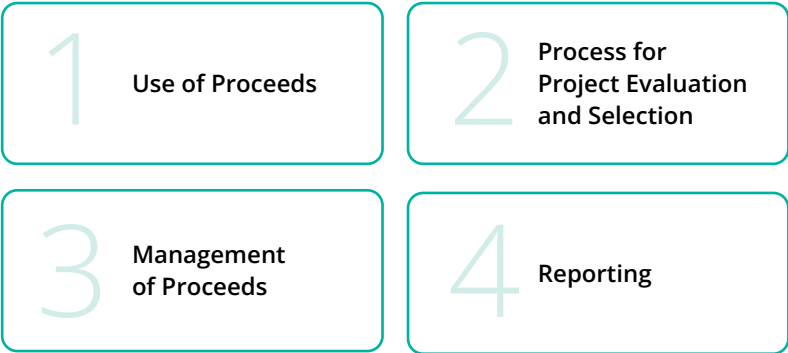 1
Use of Proceeds
2
Process for
Project Evaluation
and Selection
3
Management
of Proceeds
4
Reporting